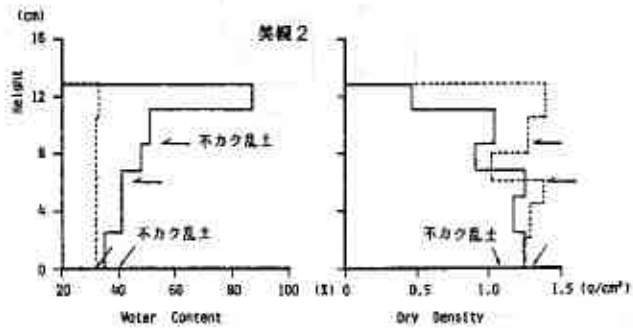 (cm)
16
美幌2
12
8
4
0
Height
不カク乱土
不カク乱土
20 40 60 80 100 (%)
Water Content
不カク乱土
0 0.5 1.0 1.5 (g/cm³)
Dry Density